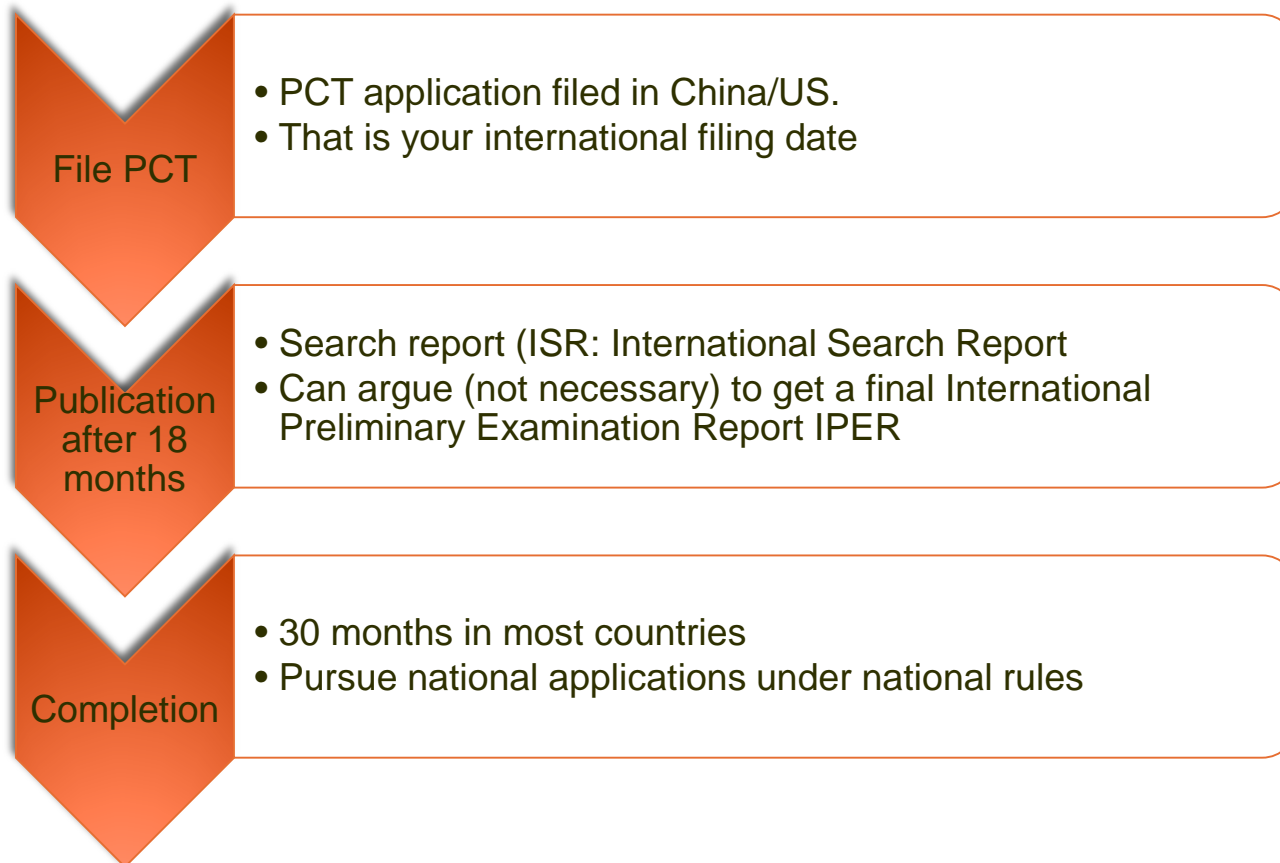 File PCT
• PCT application filed in China/US.
• That is your international filing date
Publication
after 18
months
• Search report (ISR: International Search Report
• Can argue (not necessary) to get a final International
Preliminary Examination Report IPER
Completion
• 30 months in most countries
• Pursue national applications under national rules